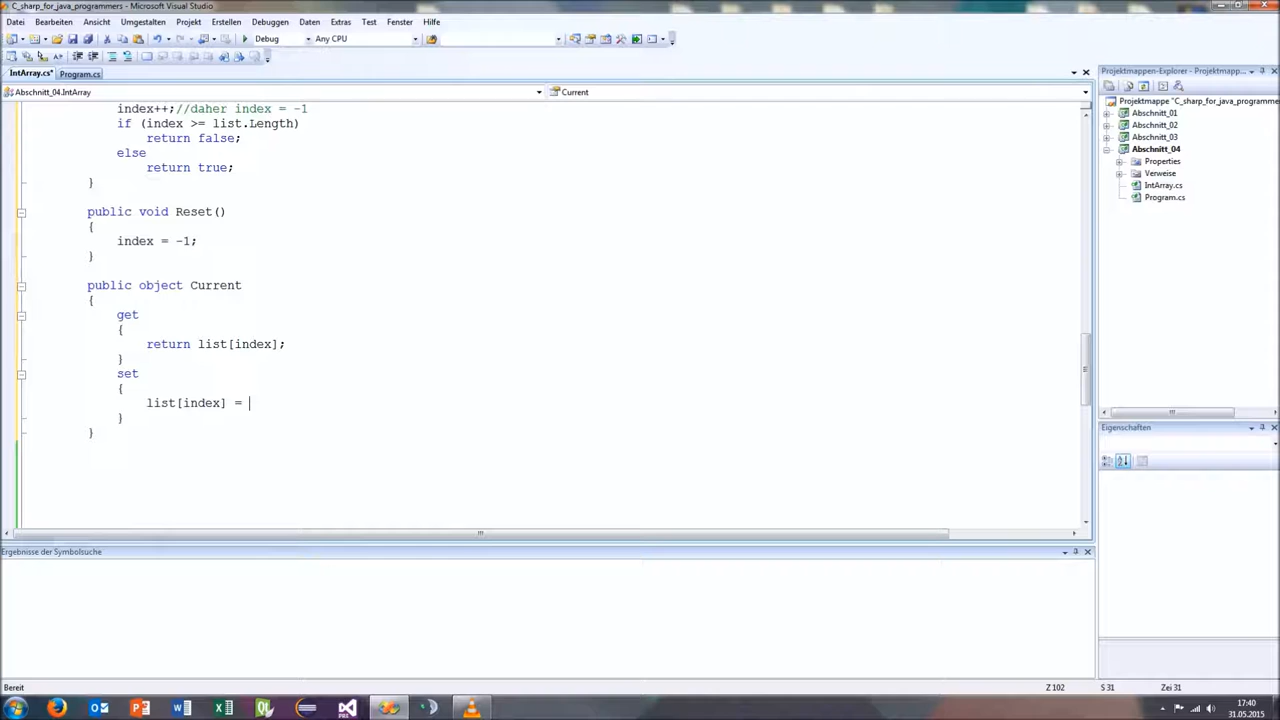 C_sharp_for_java_programmers - Microsoft Visual Studio
Datei Bearbeiten Ansicht Umgestalten Projekt Erstellen Debuggen Daten Extras Test Fenster Hilfe
Debug Any CPU
IntArray.cs* Program.cs
Abschnitt_04.IntArray Current
index++;//daher index = -1
if (index >= list.Length)
return false;
else
return true;
}
public void Reset()
{
index = -1;
}
public object Current
{
get
{
return list[index];
}
set
{
list[index] =
}
}
Projektmappen-Explorer - Projektmapp...
Projektmappe "C_sharp_for_java_programmers
Abschnitt_01
Abschnitt_02
Abschnitt_03
Abschnitt_04
Properties
Verweise
IntArray.cs
Program.cs
Eigenschaften
Ergebnisse der Symbolsuche
Bereit Z 102 S 31 Zei 31
17:40
31.05.2015